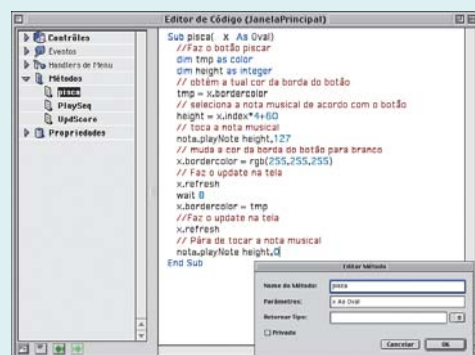 Editor de Código (JanelaPrincipal)
Contrôles
Eventos
Handlers de Menu
Métodos
pisca
PlaySeq
UpdScore
Propriedades
Sub pisca( x As Oval)
//Faz o botão piscar
dim tmp as color
dim height as integer
// obtém a tual cor da borda do botão
tmp = x.bordercolor
// seleciona a nota musical de acordo com o botão
height = x.index*4+60
// toca a nota musical
nota.playNote height,127
// muda a cor da borda do botão para branco
x.bordercolor = rgb(255,255,255)
// Faz o update na tela
x.refresh
wait 8
x.bordercolor = tmp
//Faz o update na tela
x.refresh
// Pára de tocar a nota musical
nota.playNote height,0
End Sub
Editar Método
Nome do Método: pisca
Parâmetros: x As Oval
Retornar Tipo:
Privado
Cancelar OK